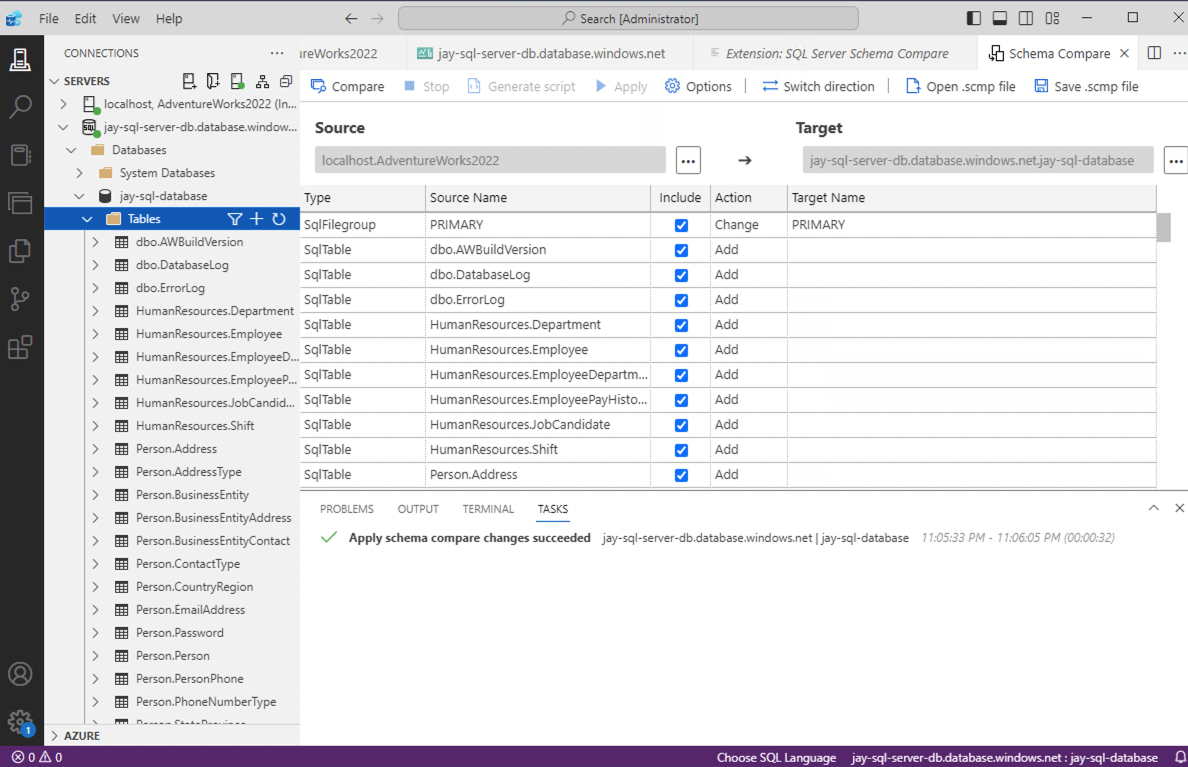 File Edit View Help Search [Administrator]
CONNECTIONS
SERVERS
localhost, AdventureWorks2022 (In...
jay-sql-server-db.database.window...
Databases
System Databases
jay-sql-database
Tables
dbo.AWBuildVersion
dbo.DatabaseLog
dbo.ErrorLog
HumanResources.Department
HumanResources.Employee
HumanResources.EmployeeD...
HumanResources.EmployeeP...
HumanResources.JobCandid...
HumanResources.Shift
Person.Address
Person.AddressType
Person.BusinessEntity
Person.BusinessEntityAddress
Person.BusinessEntityContact
Person.ContactType
Person.CountryRegion
Person.EmailAddress
Person.Password
Person.Person
Person.PersonPhone
Person.PhoneNumberType
AZURE
ureWorks2022 jay-sql-server-db.database.windows.net Extension: SQL Server Schema Compare Schema Compare
Compare Stop Generate script Apply Options Switch direction Open .scmp file Save .scmp file
Source Target
localhost.AdventureWorks2022 jay-sql-server-db.database.windows.net.jay-sql-database
Type Source Name Include Action Target Name
SqlFilegroup PRIMARY Change PRIMARY
SqlTable dbo.AWBuildVersion Add
SqlTable dbo.DatabaseLog Add
SqlTable dbo.ErrorLog Add
SqlTable HumanResources.Department Add
SqlTable HumanResources.Employee Add
SqlTable HumanResources.EmployeeDepartm... Add
SqlTable HumanResources.EmployeePayHisto... Add
SqlTable HumanResources.JobCandidate Add
SqlTable HumanResources.Shift Add
SqlTable Person.Address Add
PROBLEMS OUTPUT TERMINAL TASKS
Apply schema compare changes succeeded jay-sql-server-db.database.windows.net | jay-sql-database 11:05:33 PM - 11:06:05 PM (00:00:32)
1
0 0 Choose SQL Language jay-sql-server-db.database.windows.net : jay-sql-database